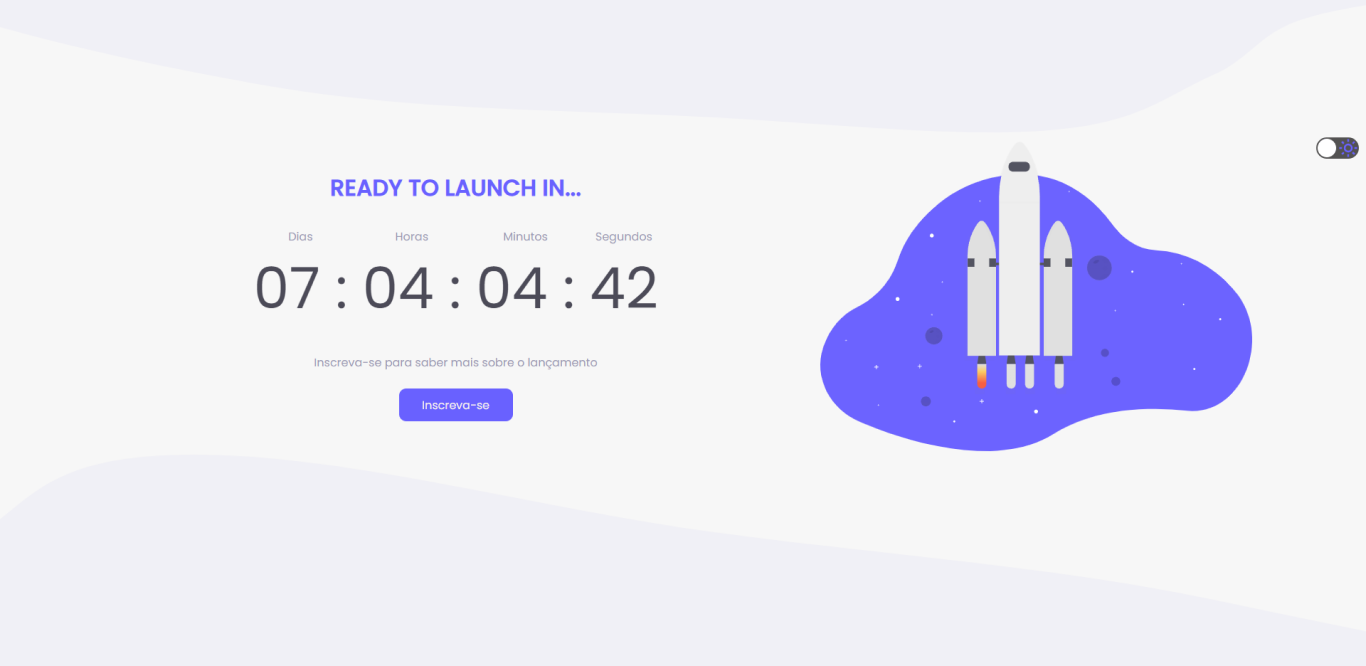 READY TO LAUNCH IN...
Dias Horas Minutos Segundos
07 : 04 : 04 : 42
Inscreva-se para saber mais sobre o lançamento
Inscreva-se